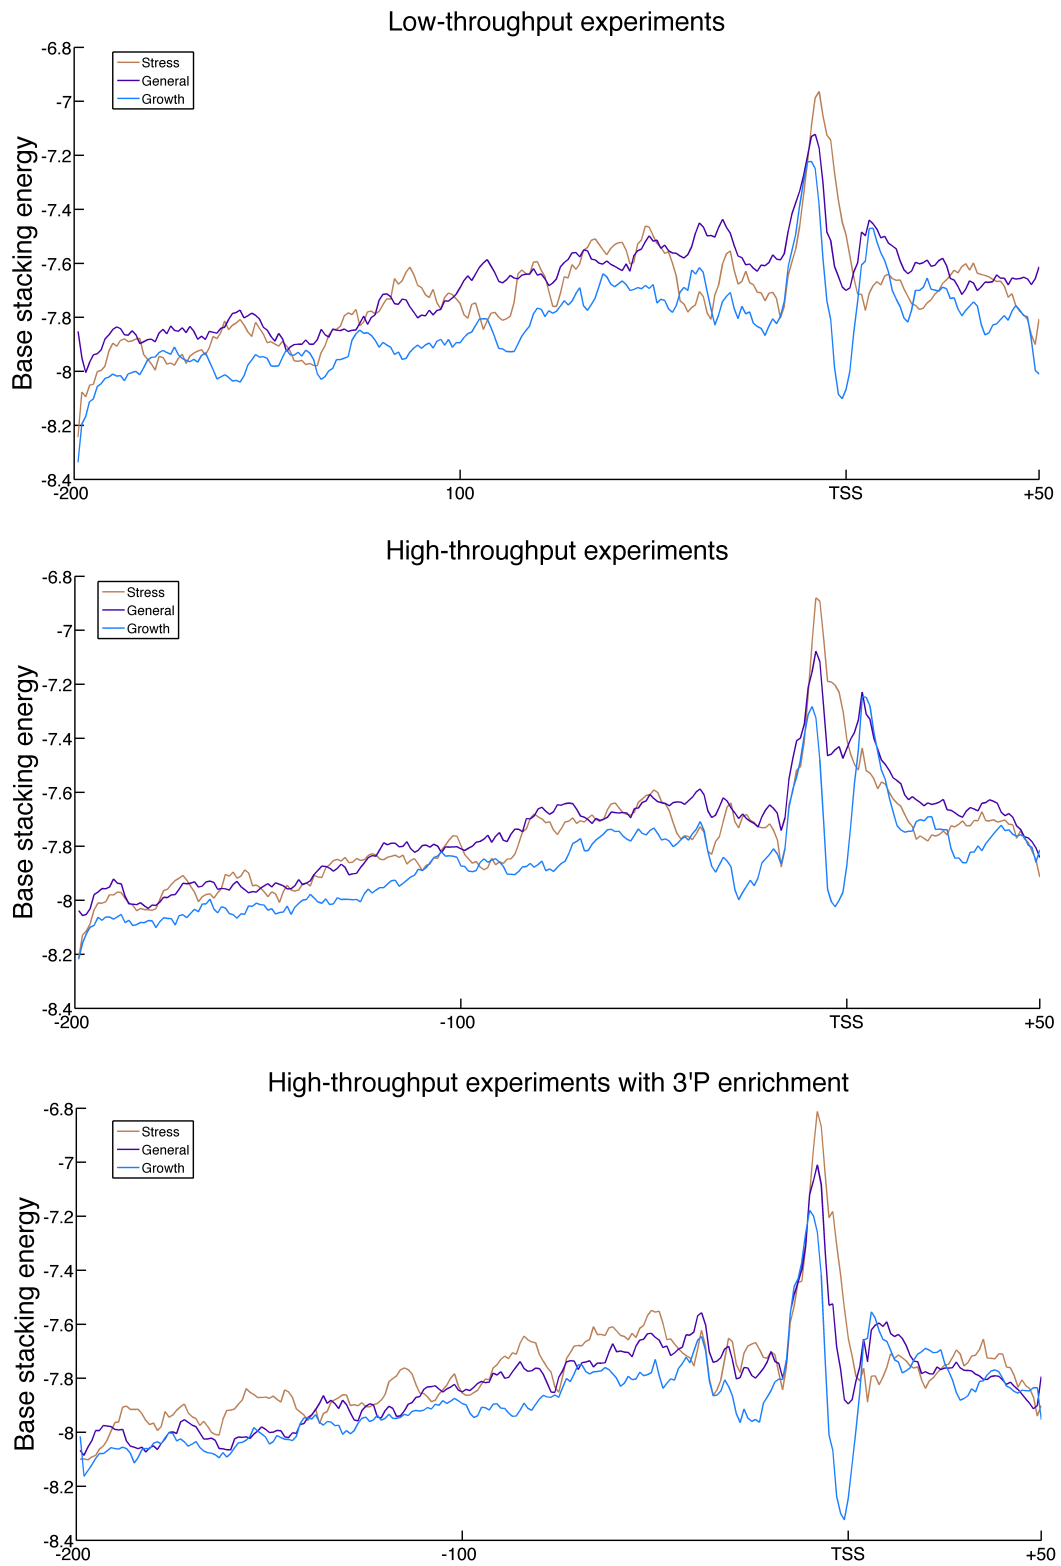 Low-throughput experiments
-6.8
Stress
General
Growth
-7
-7.2
-7.4
-7.6
-7.8
-8
-8.2
-8.4
Base stacking energy
-200
100
TSS
+50
High-throughput experiments
-6.8
Stress
General
Growth
-7
-7.2
-7.4
-7.6
-7.8
-8
-8.2
-8.4
Base stacking energy
-200
-100
TSS
+50
High-throughput experiments with 3'P enrichment
-6.8
Stress
General
Growth
-7
-7.2
-7.4
-7.6
-7.8
-8
-8.2
-8.4
Base stacking energy
-200
-100
TSS
+50